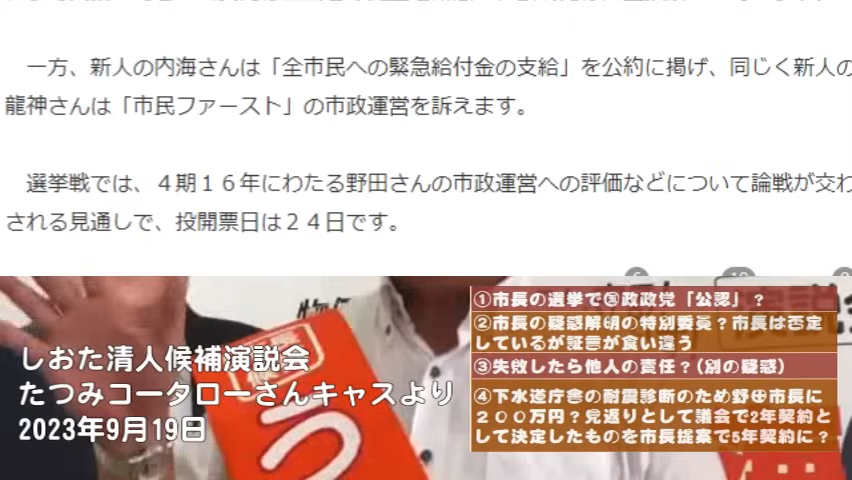 一方、新人の内海さんは「全市民への緊急給付金の支給」を公約に掲げ、同じく新人の
龍神さんは「市民ファースト」の市政運営を訴えます。
選挙戦では、４期１６年にわたる野田さんの市政運営への評価などについて論戦が交わ
される見通しで、投開票日は２４日です。
しおた清人候補演説会
たつみコータローさんキャスより
2023年9月19日
①市長の選挙で国政政党「公認」？
②市長の疑惑解明の特別委員？市長は否定
しているが証言が食い違う
③失敗したら他人の責任？（別の疑惑）
④下水道庁舎の耐震診断のため野田市長に
２００万円？見返りとして議会で2年契約と
して決定したものを市長提案で5年契約に？